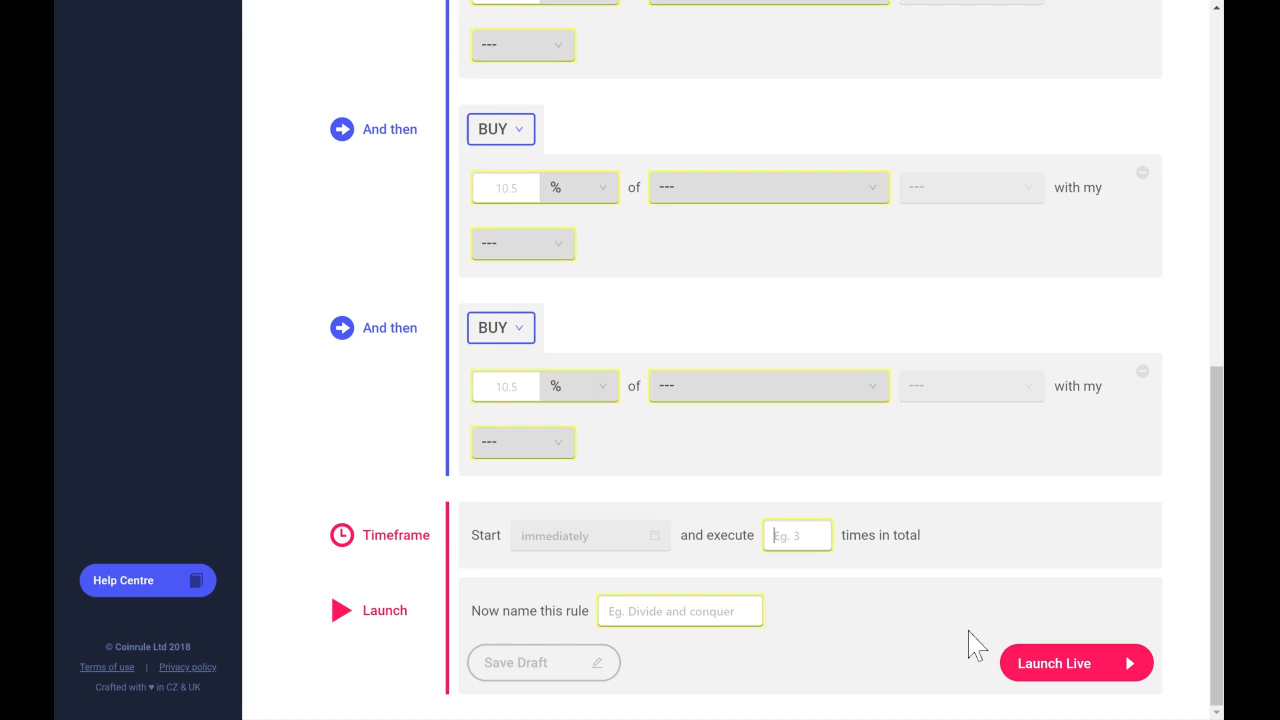 ---
And then
BUY
10.5 % of --- --- with my
---
And then
BUY
10.5 % of --- --- with my
---
Timeframe
Start immediately and execute Eg. 3 times in total
Launch
Now name this rule Eg. Divide and conquer
Save Draft
Launch Live
Help Centre
© Coinrule Ltd 2018
Terms of use | Privacy policy
Crafted with ♥ in CZ & UK